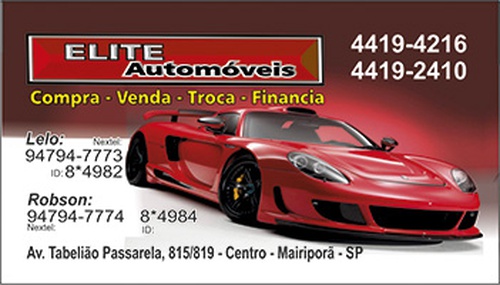 ELITE
Automóveis
4419-4216
4419-2410
Compra - Venda - Troca - Financia
Lelo:
Nextel:
94794-7773
ID: 8*4982
Robson:
94794-7774 8*4984
Nextel: ID:
Av. Tabelião Passarela, 815/819 - Centro - Mairiporã - SP